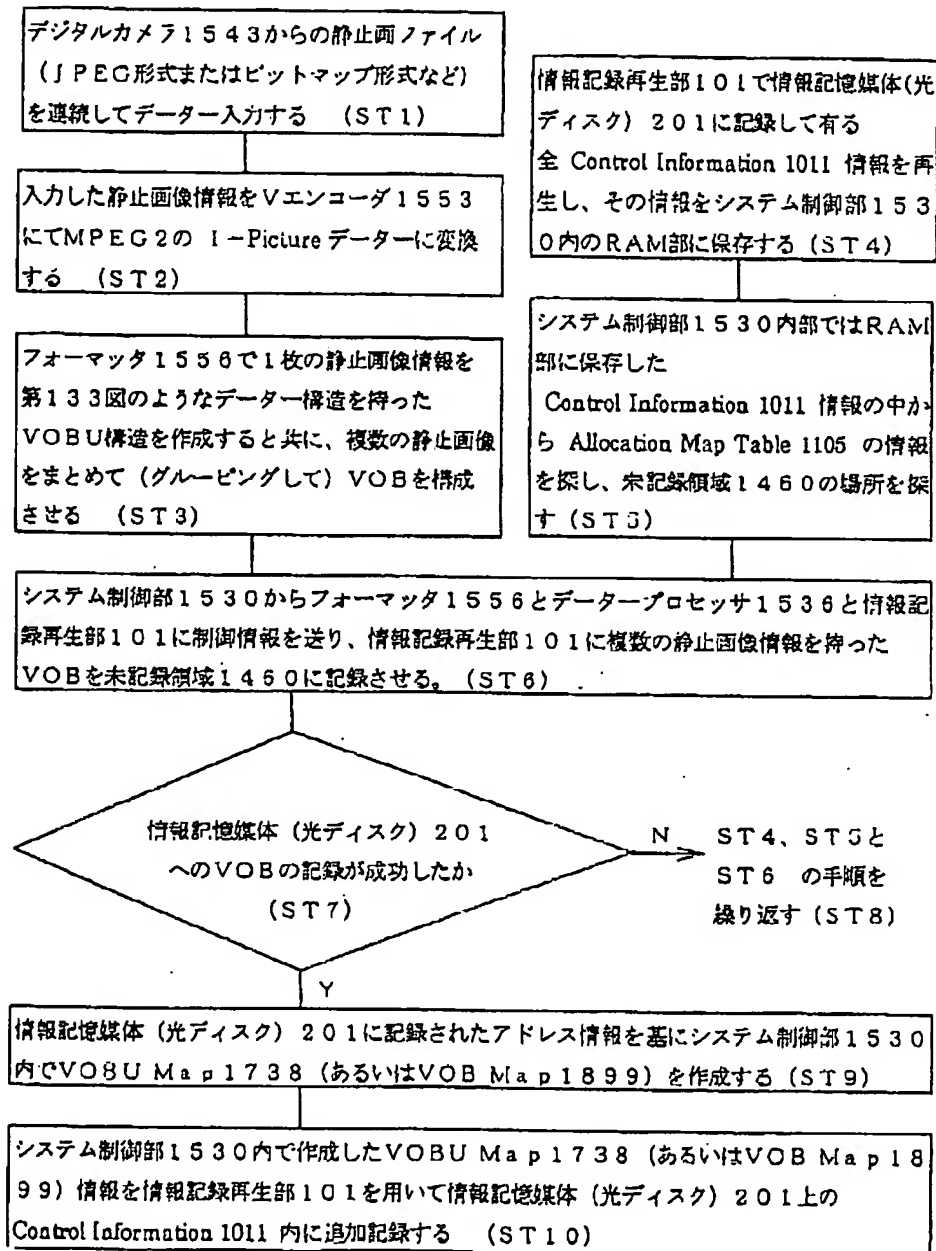 デジタルカメラ1543からの静止画ファイル
(JPEG形式またはビットマップ形式など)
を連続してデーター入力する (ST1)
入力した静止画像情報をVエンコーダ1553
にてMPEG2の I-Picture データーに変換
する (ST2)
フォーマッタ1556で1枚の静止画像情報を
第133図のようなデーター構造を持った
VOBU構造を作成すると共に、複数の静止画像
をまとめて(グルーピングして)VOBを構成
させる (ST3)
情報記録再生部101で情報記憶媒体(光
ディスク)201に記録して有る
全 Control Information 1011 情報を再
生し、その情報をシステム制御部153
0内のRAM部に保存する(ST4)
システム制御部1530内部ではRAM
部に保存した
Control Information 1011 情報の中か
ら Allocation Map Table 1105 の情報
を探し、未記録領域1460の場所を探
す(ST5)
システム制御部1530からフォーマッタ1556とデータープロセッサ1536と情報記
録再生部101に制御情報を送り、情報記録再生部101に複数の静止画像情報を持った
VOBを未記録領域1460に記録させる。(ST6)
情報記憶媒体(光ディスク)201
へのVOBの記録が成功したか
(ST7)
N
ST4、ST5と
ST6 の手順を
繰り返す(ST8)
Y
情報記憶媒体(光ディスク)201に記録されたアドレス情報を基にシステム制御部1530
内でVOBU Map1738(あるいはVOB Map1899)を作成する(ST9)
システム制御部1530内で作成したVOBU Map1738(あるいはVOB Map18
99)情報を情報記録再生部101を用いて情報記憶媒体(光ディスク)201上の
Control Information 1011 内に追加記録する (ST10)